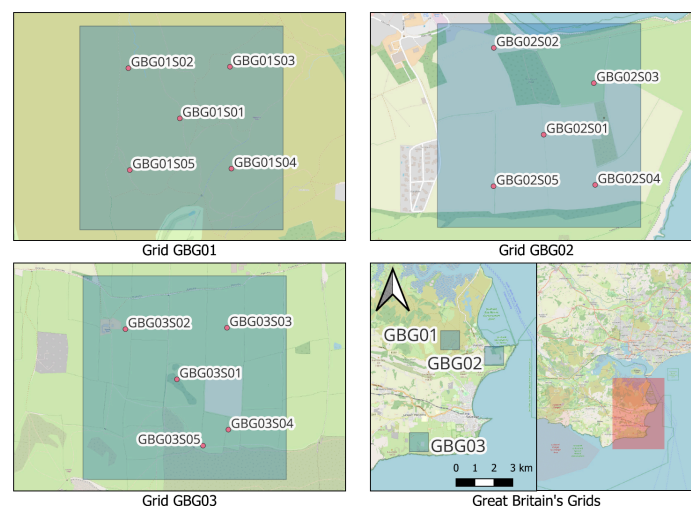 GBG01S02
GBG01S03
GBG01S01
GBG01S05
GBG01S04
Grid GBG01
GBG02S02
GBG02S03
GBG02S01
GBG02S05
GBG02S04
Grid GBG02
GBG03S02
GBG03S03
GBG03S01
GBG03S04
GBG03S05
Grid GBG03
GBG01
GBG02
GBG03
0 1 2 3 km
Great Britain's Grids